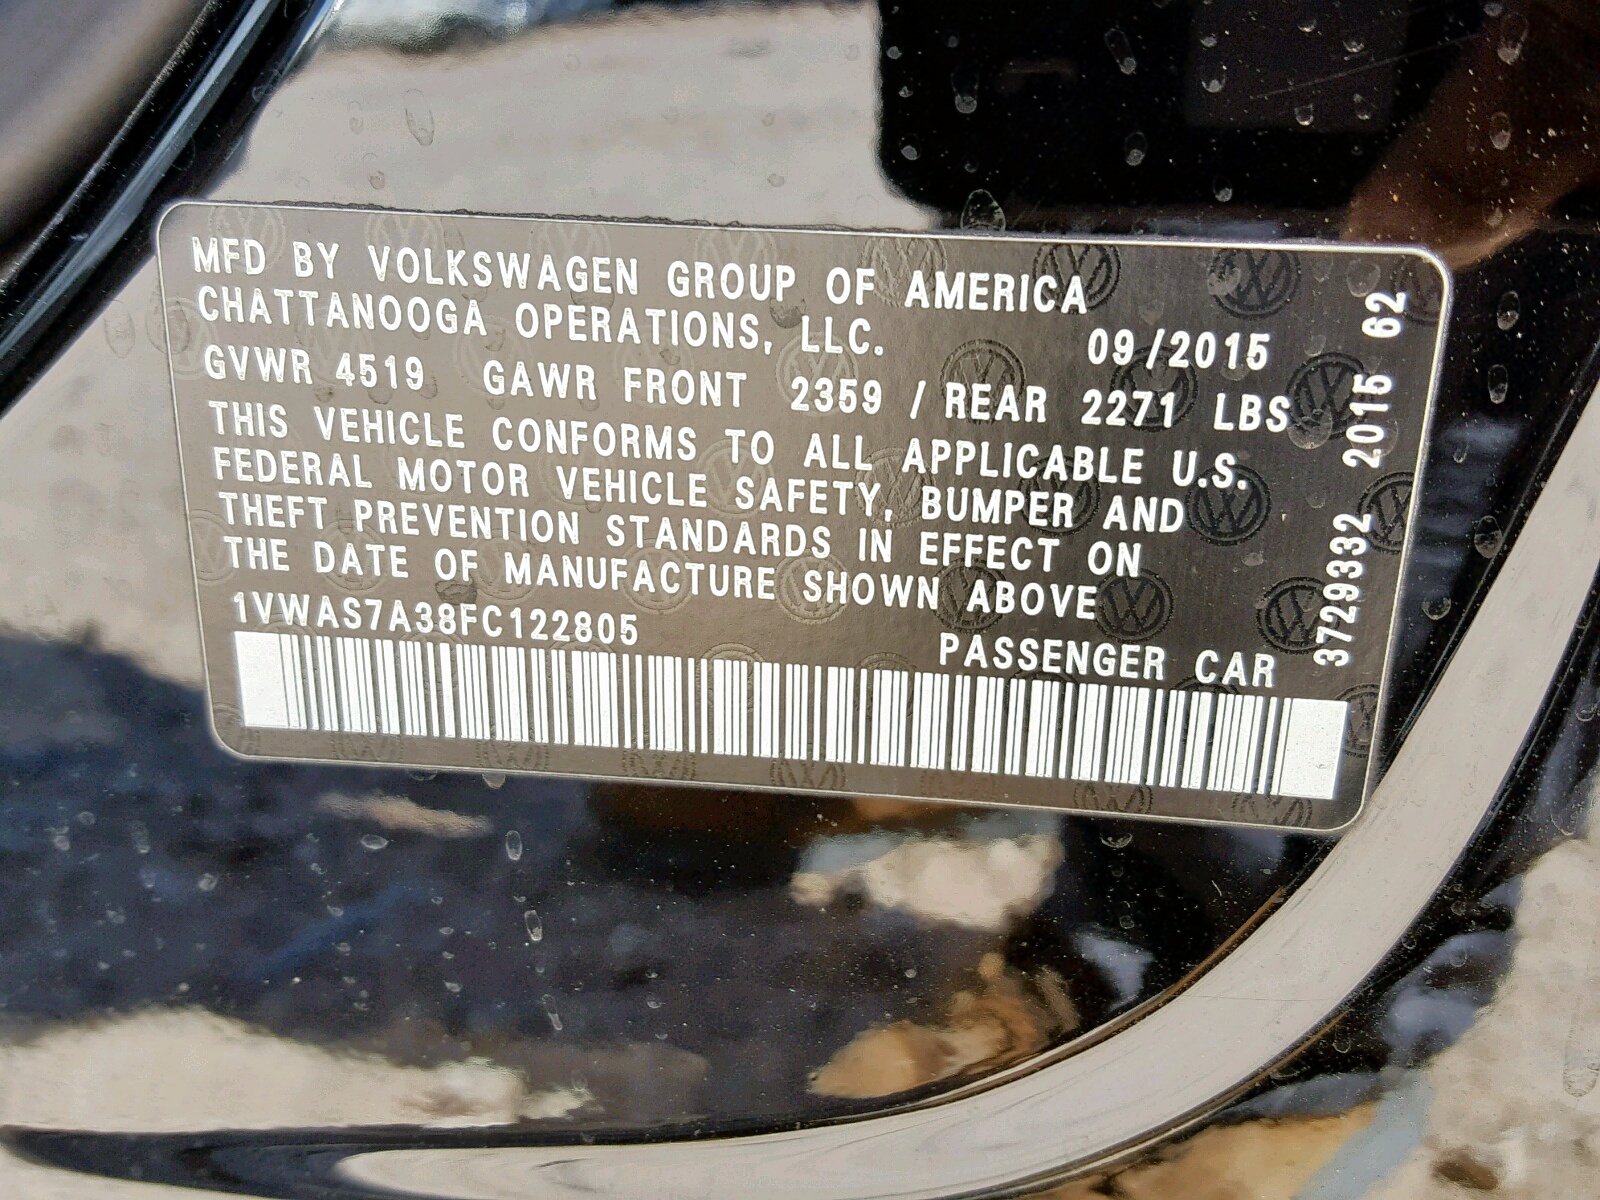 MFD BY VOLKSWAGEN GROUP OF AMERICA
CHATTANOOGA OPERATIONS, LLC. 09/2015
GVWR 4519 GAWR FRONT 2359 / REAR 2271 LBS
THIS VEHICLE CONFORMS TO ALL APPLICABLE U.S.
FEDERAL MOTOR VEHICLE SAFETY, BUMPER AND
THEFT PREVENTION STANDARDS IN EFFECT ON
THE DATE OF MANUFACTURE SHOWN ABOVE
1VWAS7A38FC122805 PASSENGER CAR
37293332 2015 62